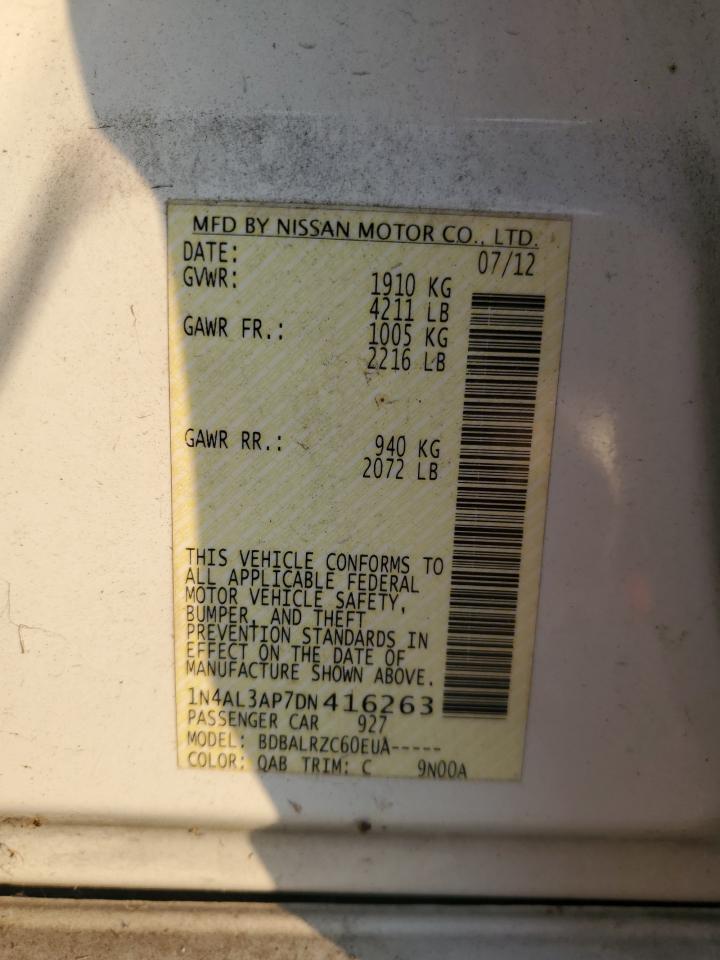 MFD BY NISSAN MOTOR CO., LTD.
DATE: 07/12
GVWR: 1910 KG
4211 LB
GAWR FR.: 1005 KG
2216 LB
GAWR RR.: 940 KG
2072 LB
THIS VEHICLE CONFORMS TO
ALL APPLICABLE FEDERAL
MOTOR VEHICLE SAFETY,
BUMPER, AND THEFT
PREVENTION STANDARDS IN
EFFECT ON THE DATE OF
MANUFACTURE SHOWN ABOVE.
1N4AL3AP7DN416263
PASSENGER CAR 927
MODEL: BDBALRZC60EUA-----
COLOR: QAB TRIM: C 9N00A